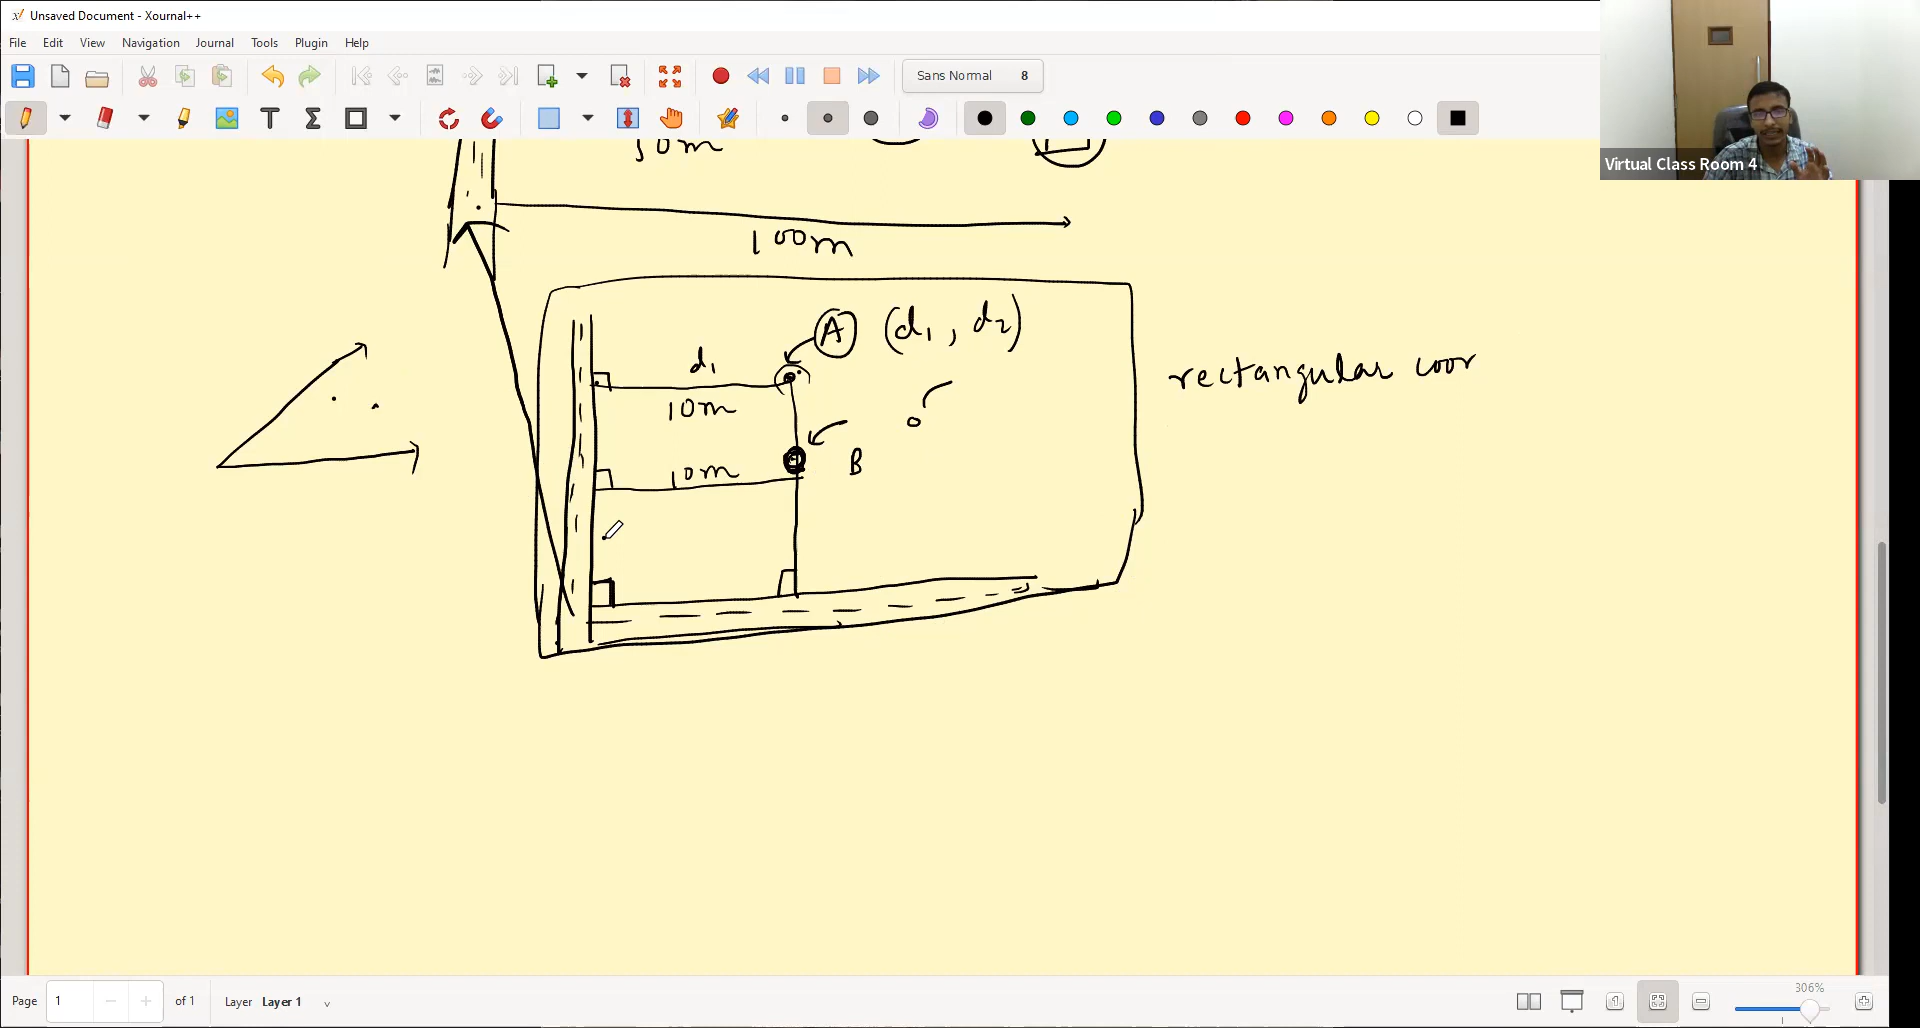 Unsaved Document - Xournal++
File Edit View Navigation Journal Tools Plugin Help
Sans Normal 8
Virtual Class Room 4
10m
100m
A (d₁, d₂)
d₁
rectangular coor
10m
10m
B
Page 1 of 1 Layer Layer 1
306%